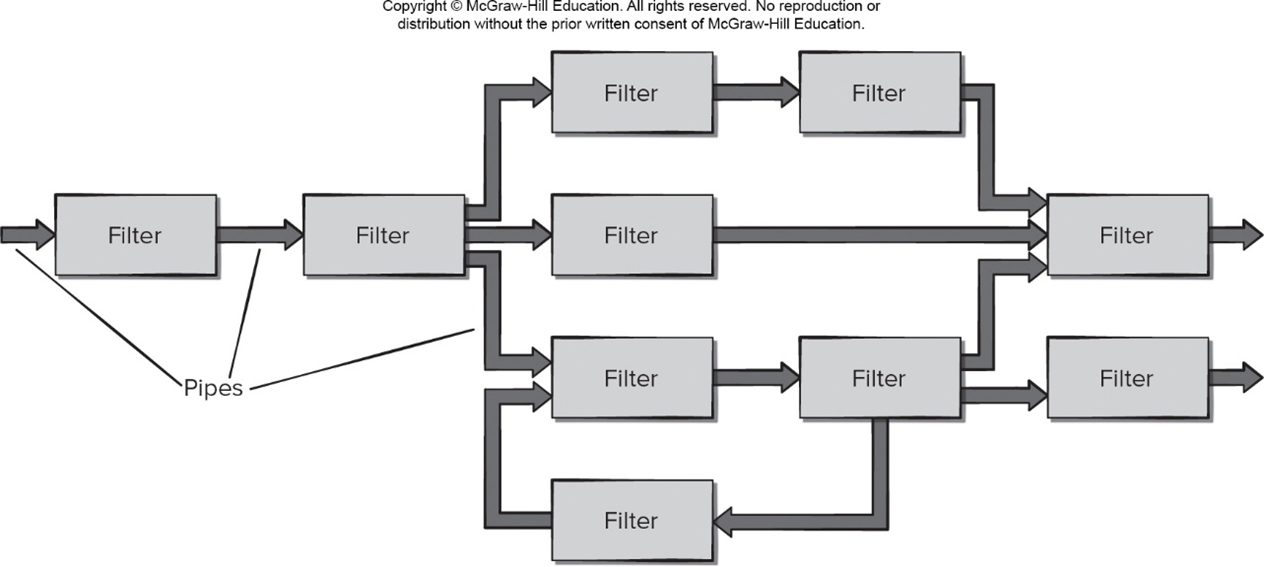 Copyright © McGraw-Hill Education. All rights reserved. No reproduction or
distribution without the prior written consent of McGraw-Hill Education.
Filter
Filter
Filter
Filter
Filter
Filter
Filter
Filter
Filter
Pipes
Filter